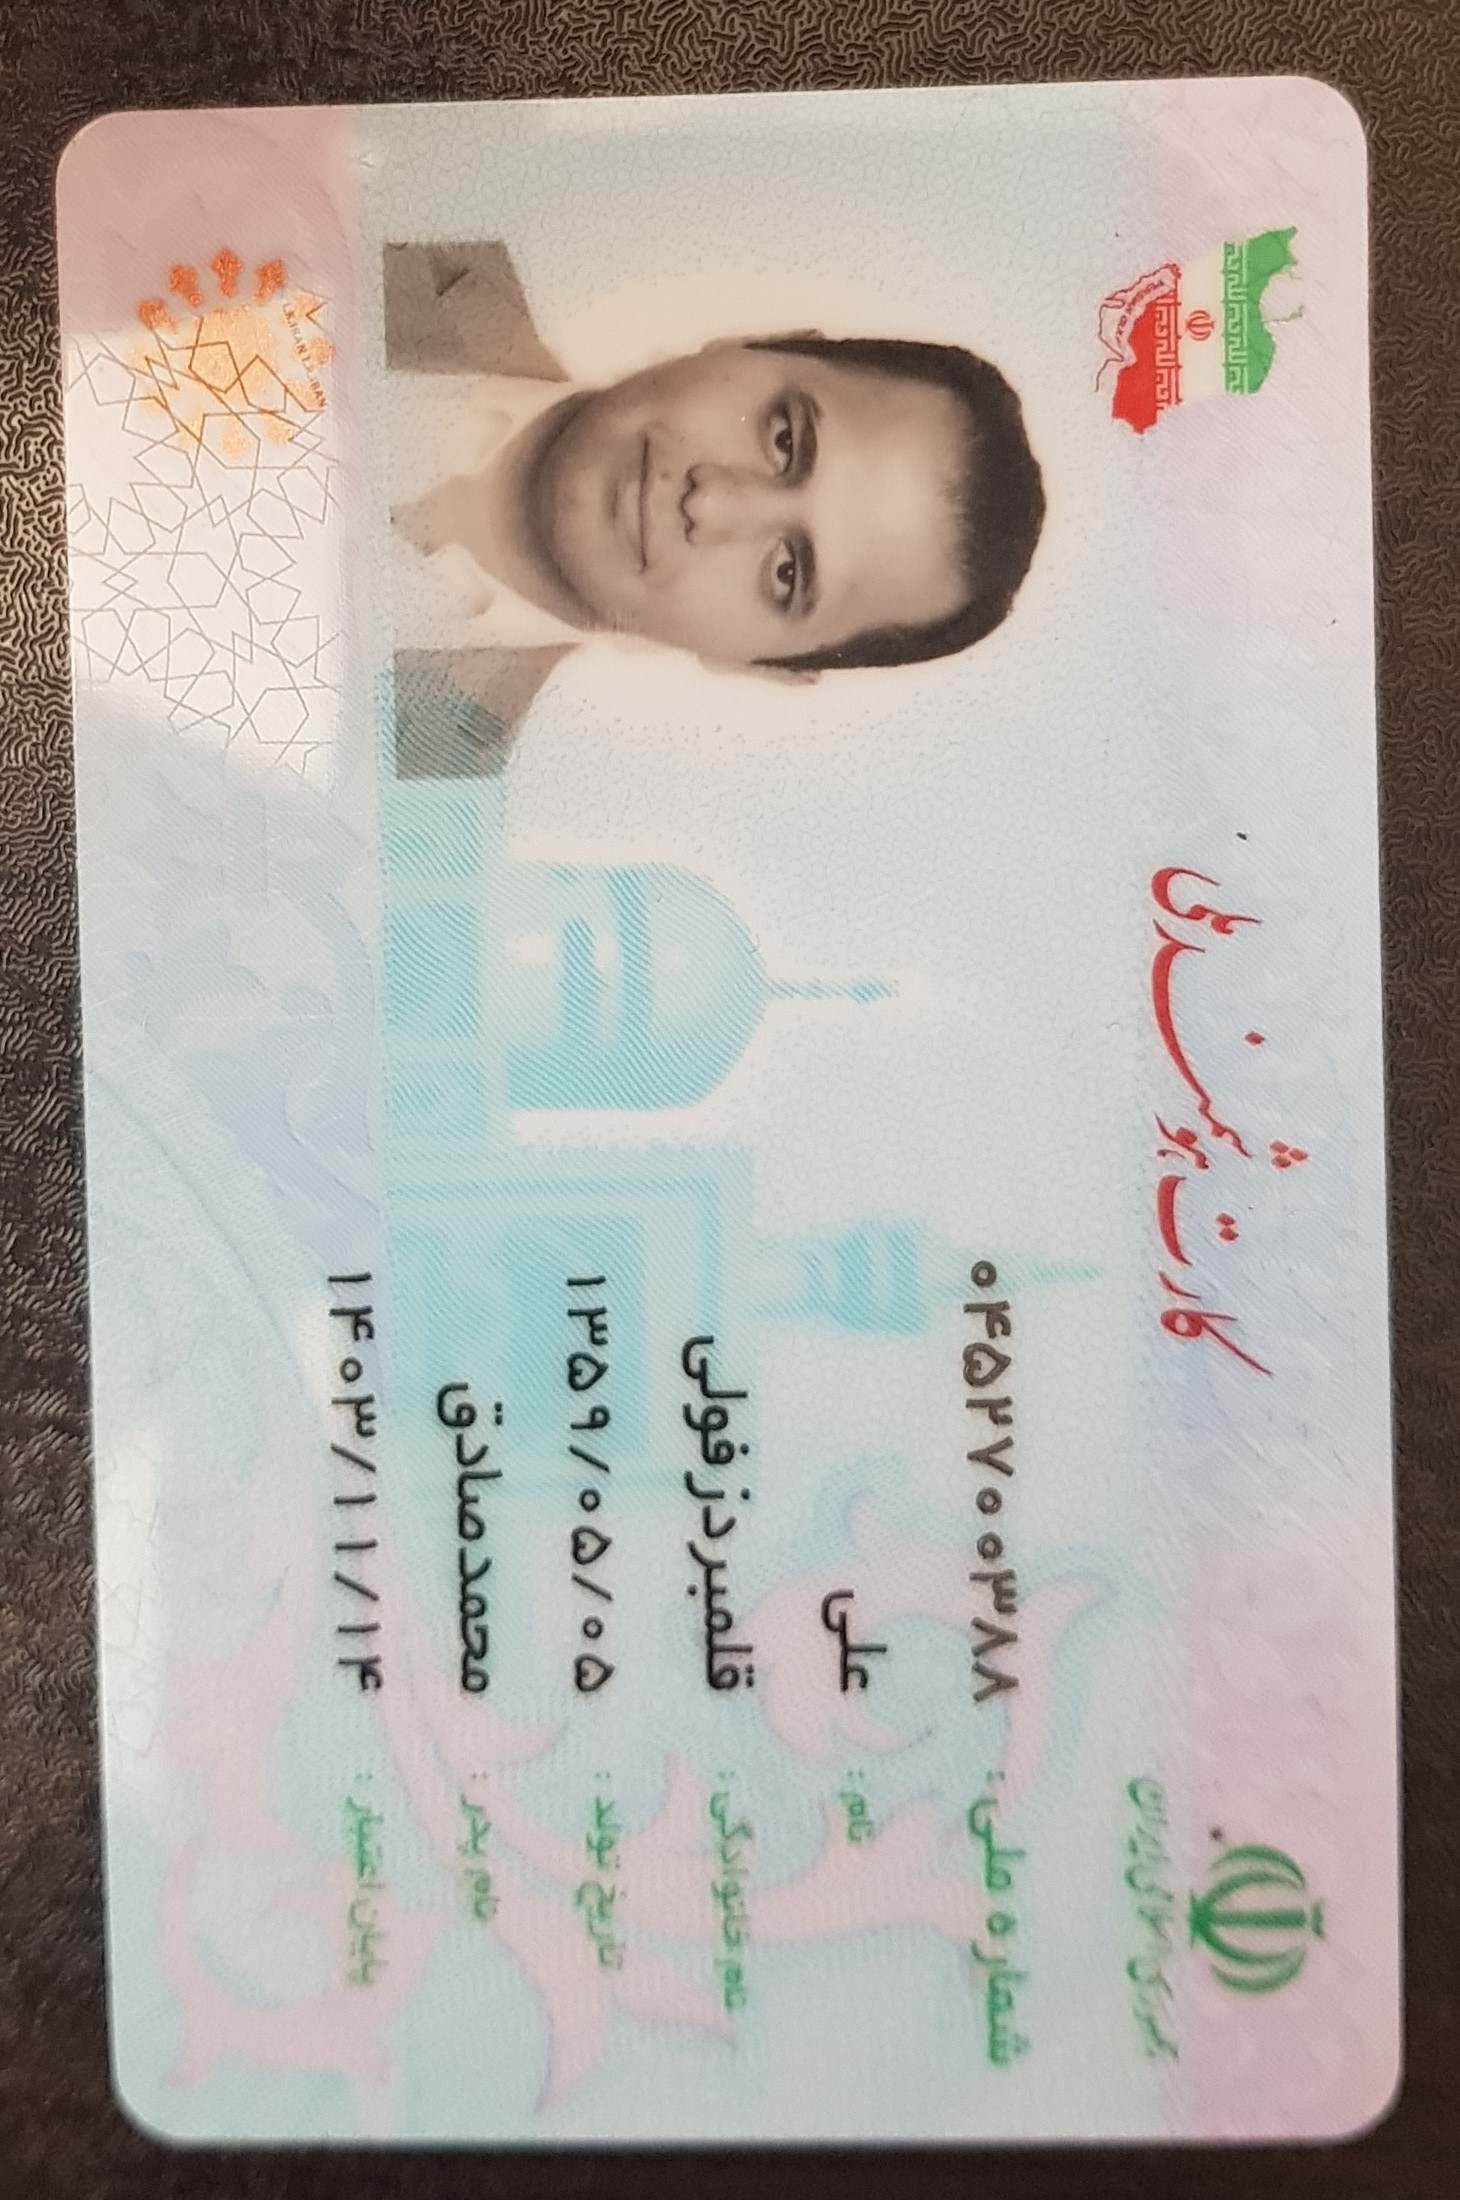 جمهوری اسلامی ایران
کارت هوشمند ملی
شماره ملی: ۰۴۵۲۷۰۰۳۸۸
نام: علی
نام خانوادگی: قلمبردزفولی
تاریخ تولد: ۱۳۵۹/۰۵/۰۵
نام پدر: محمدصادق
پایان اعتبار: ۱۴۰۳/۱۱/۱۴